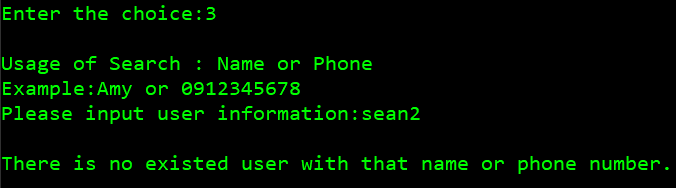 Enter the choice:3
Usage of Search : Name or Phone
Example:Amy or 0912345678
Please input user information:sean2
There is no existed user with that name or phone number.